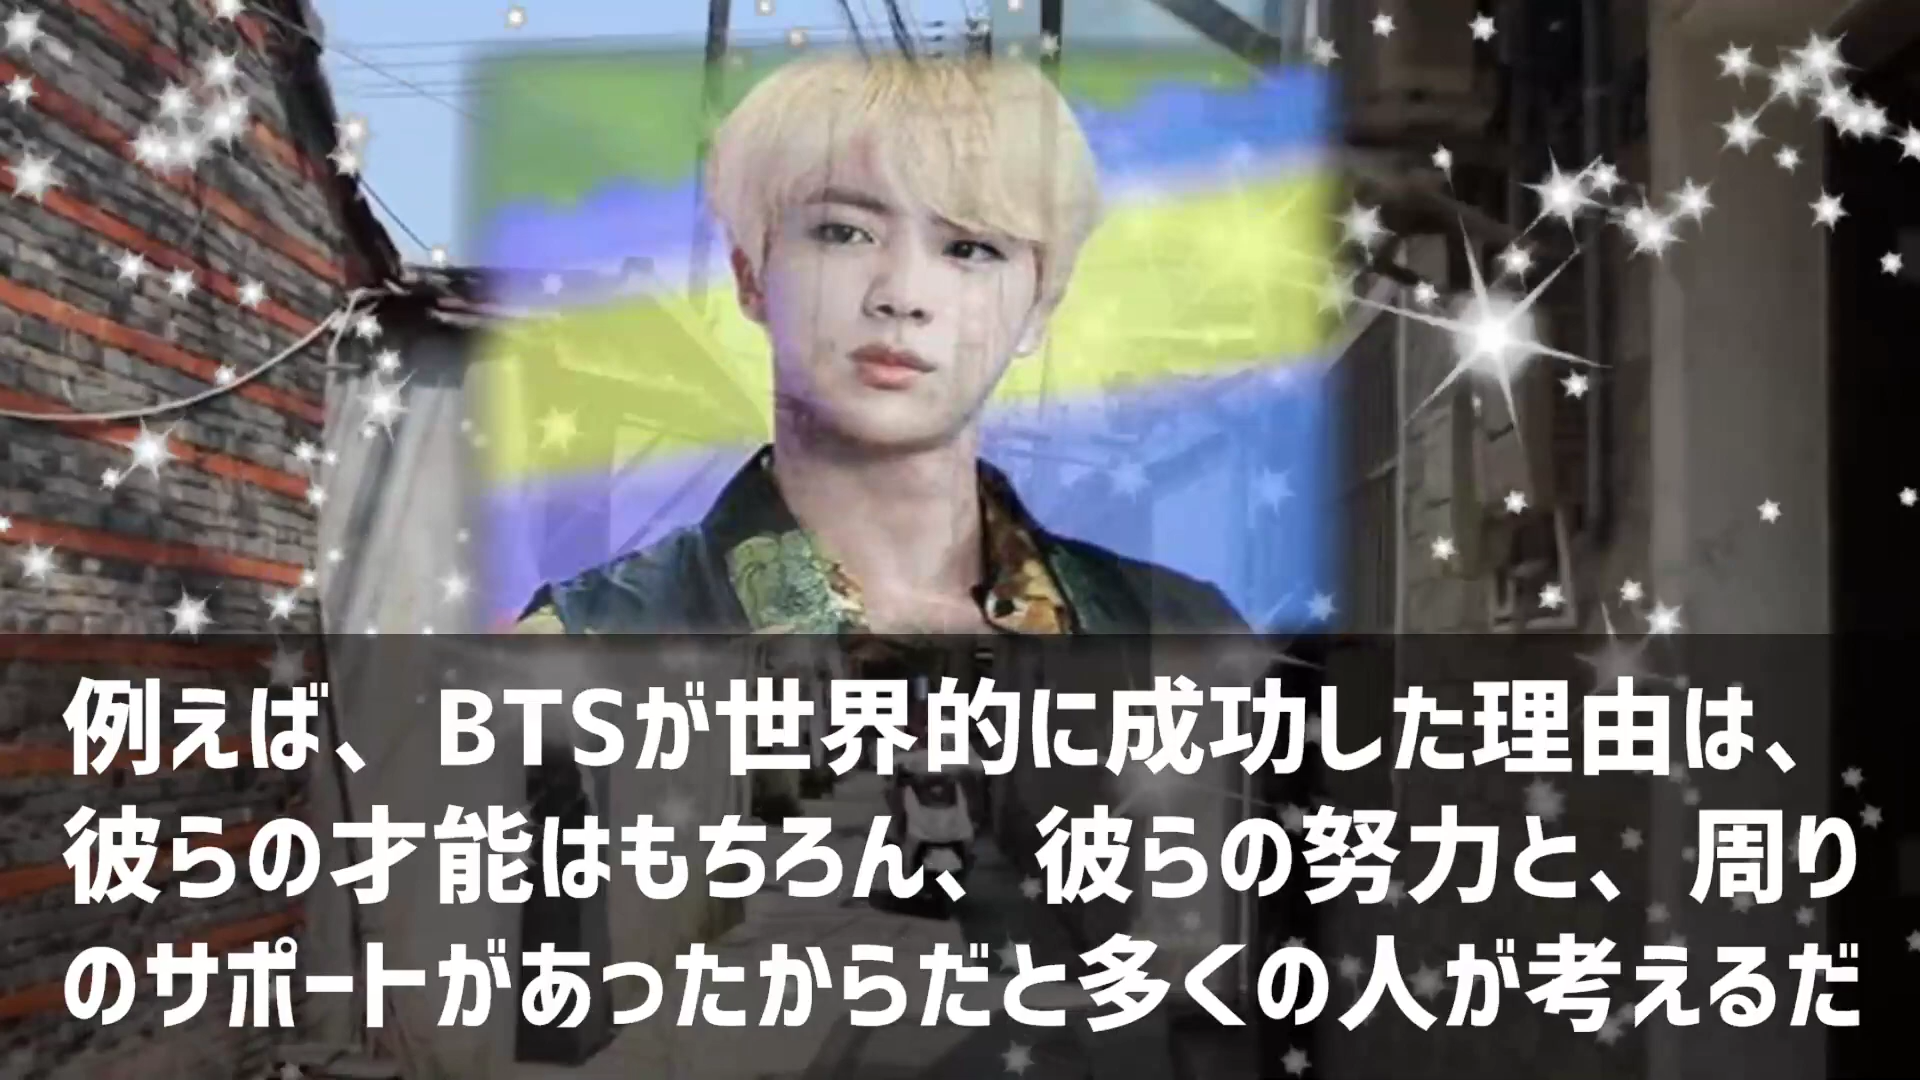 例えば、BTSが世界的に成功した理由は、
彼らの才能はもちろん、彼らの努力と、周り
のサポートがあったからだと多くの人が考えるだ